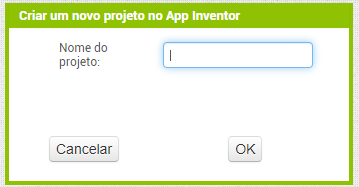 Criar um novo projeto no App Inventor
Nome do
projeto:
Cancelar
OK